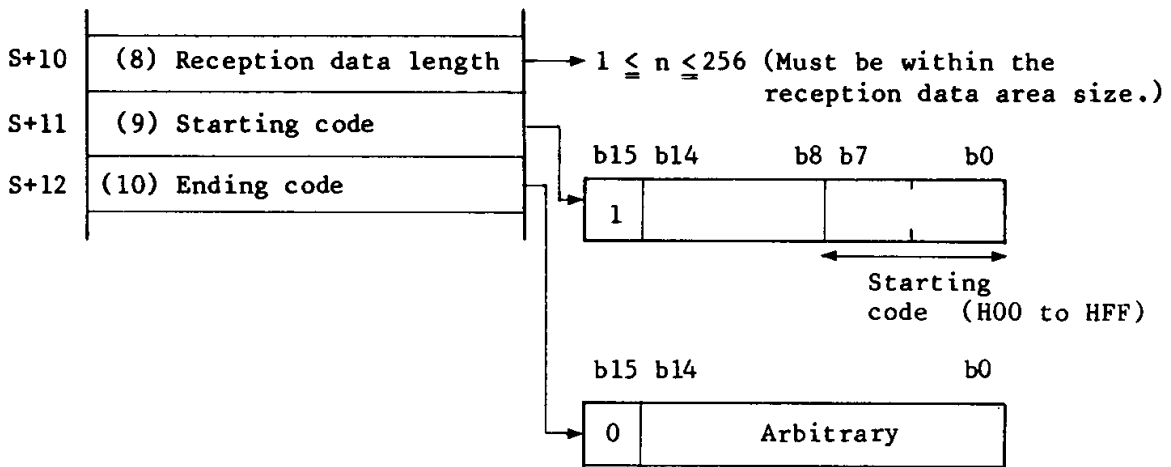 S+10 (8) Reception data length 1 ≦ n ≦ 256 (Must be within the
reception data area size.)
S+11 (9) Starting code
b15 b14 b8 b7 b0
S+12 (10) Ending code
1
Starting
code (H00 to HFF)
b15 b14 b0
0 Arbitrary